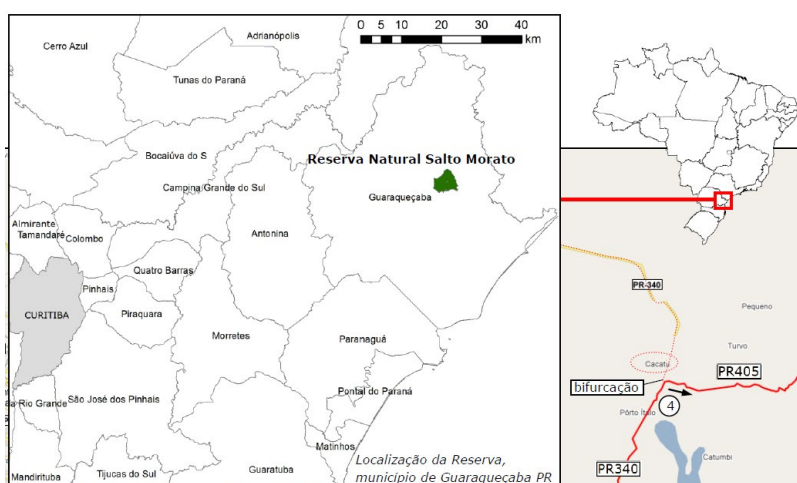 Adrianópolis
0 5 10 20 30 40
km
Cerro Azul
Tunas do Paraná
Bocaiúva do S
Reserva Natural Salto Morato
Campina Grande do Sul
Guaraqueçaba
Almirante
Tamandaré
Colombo
Antonina
Quatro Barras
Pinhais
CURITIBA
Piraquara
Morretes
Paranaguá
Pontal do Paraná
a Rio Grande
São José dos Pinhais
Matinhos
Mandirituba
Tijucas do Sul
Guaratuba
Localização da Reserva,
município de Guaraqueçaba PR
PR-340
Pequeno
Turvo
Cacatu
PR405
bifurcação
4
Pôrto Ítalo
Catumbi
PR340